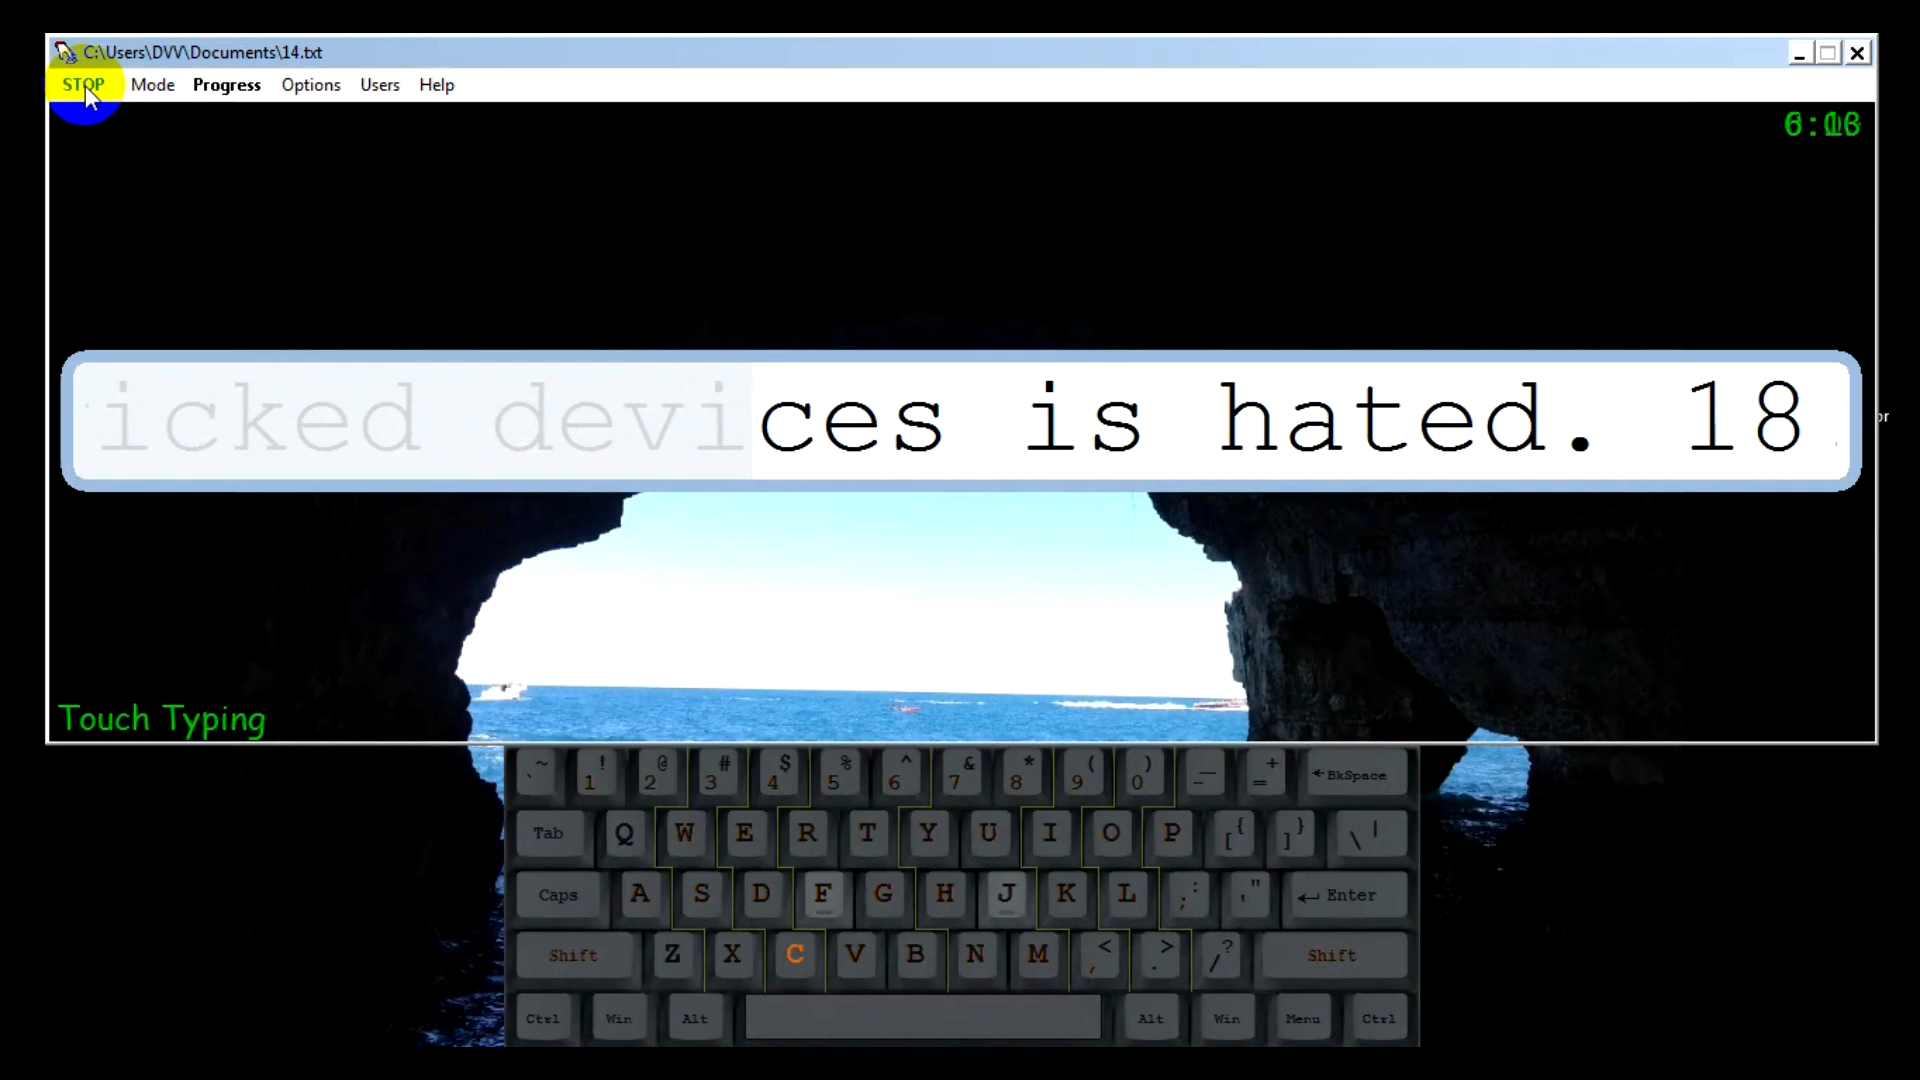 C:\Users\DVV\Documents\14.txt
STOP Mode Progress Options Users Help
icked devices is hated. 18
or
Touch Typing
` ~ ! 1 @ 2 # 3 $ 4 % 5 ^ 6 & 7 * 8 ( 9 ) 0 _ - + = ←BkSpace
Tab Q W E R T Y U I O P { [ } ] \ |
Caps A S D F G H J K L ; : ' " ↵ Enter
Shift Z X C V B N M < , > . ? / Shift
Ctrl Win Alt Alt Win Menu Ctrl